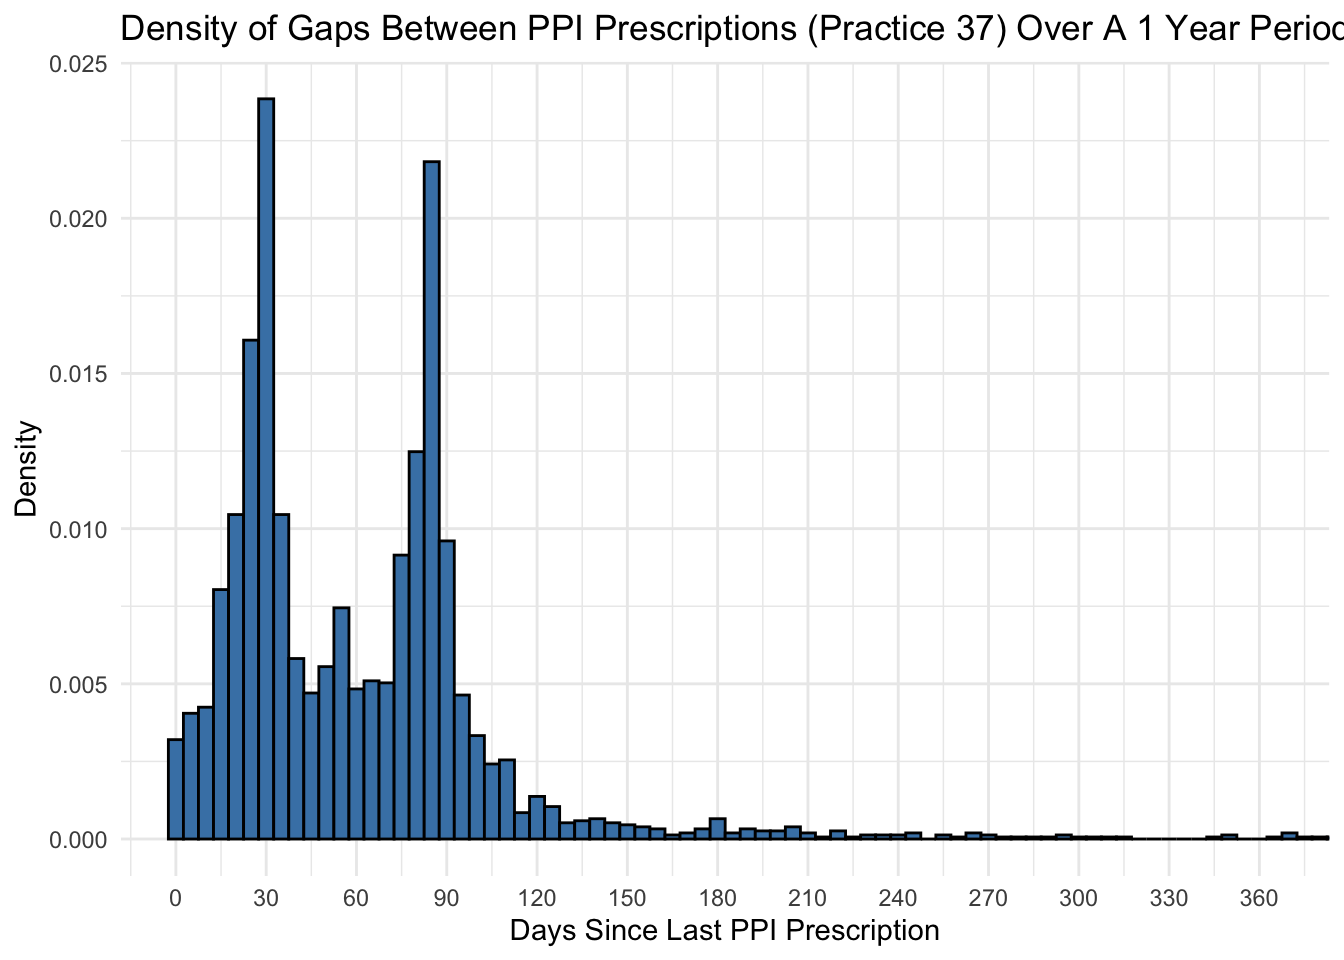 Density of Gaps Between PPI Prescriptions (Practice 37) Over A 1 Year Period
0.025
0.020
0.015
0.010
0.005
0.000
Density
0 30 60 90 120 150 180 210 240 270 300 330 360
Days Since Last PPI Prescription